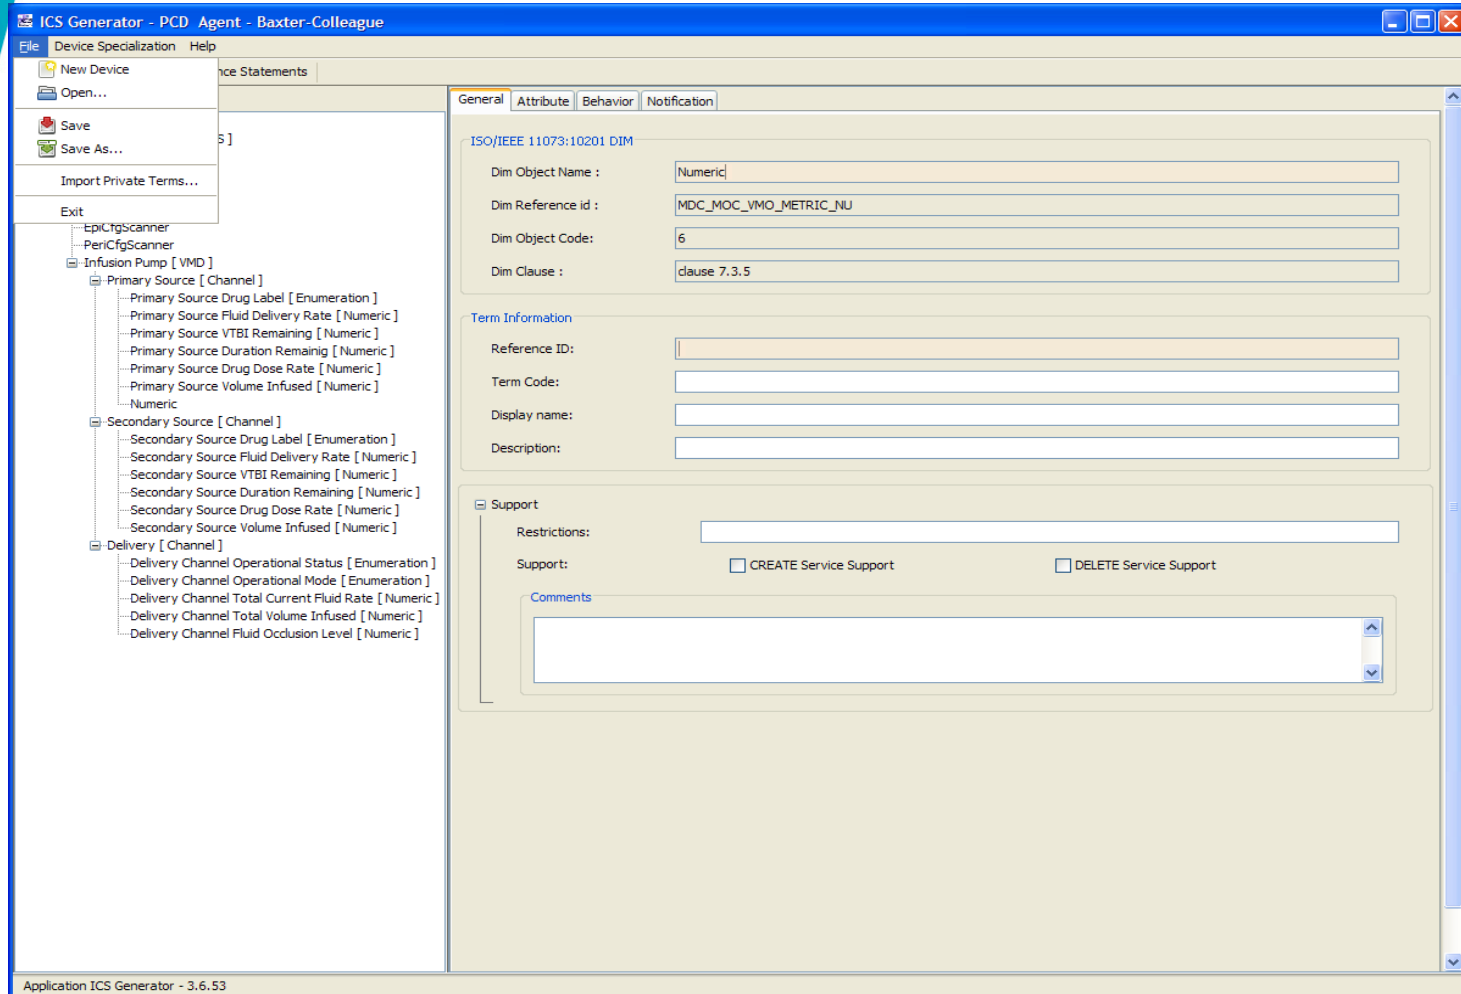 ICS Generator - PCD Agent - Baxter-Colleague
File Device Specialization Help
New Device
nce Statements
Open...
Save
S ]
Save As...
Import Private Terms...
Exit
EpiCfgScanner
PeriCfgScanner
Infusion Pump [ VMD ]
Primary Source [ Channel ]
Primary Source Drug Label [ Enumeration ]
Primary Source Fluid Delivery Rate [ Numeric ]
Primary Source VTBI Remaining [ Numeric ]
Primary Source Duration Remainig [ Numeric ]
Primary Source Drug Dose Rate [ Numeric ]
Primary Source Volume Infused [ Numeric ]
Numeric
Secondary Source [ Channel ]
Secondary Source Drug Label [ Enumeration ]
Secondary Source Fluid Delivery Rate [ Numeric ]
Secondary Source VTBI Remaining [ Numeric ]
Secondary Source Duration Remaining [ Numeric ]
Secondary Source Drug Dose Rate [ Numeric ]
Secondary Source Volume Infused [ Numeric ]
Delivery [ Channel ]
Delivery Channel Operational Status [ Enumeration ]
Delivery Channel Operational Mode [ Enumeration ]
Delivery Channel Total Current Fluid Rate [ Numeric ]
Delivery Channel Total Volume Infused [ Numeric ]
Delivery Channel Fluid Occlusion Level [ Numeric ]
General Attribute Behavior Notification
ISO/IEEE 11073:10201 DIM
Dim Object Name : Numeric
Dim Reference id : MDC_MOC_VMO_METRIC_NU
Dim Object Code: 6
Dim Clause : clause 7.3.5
Term Information
Reference ID:
Term Code:
Display name:
Description:
Support
Restrictions:
Support: CREATE Service Support DELETE Service Support
Comments
Application ICS Generator - 3.6.53